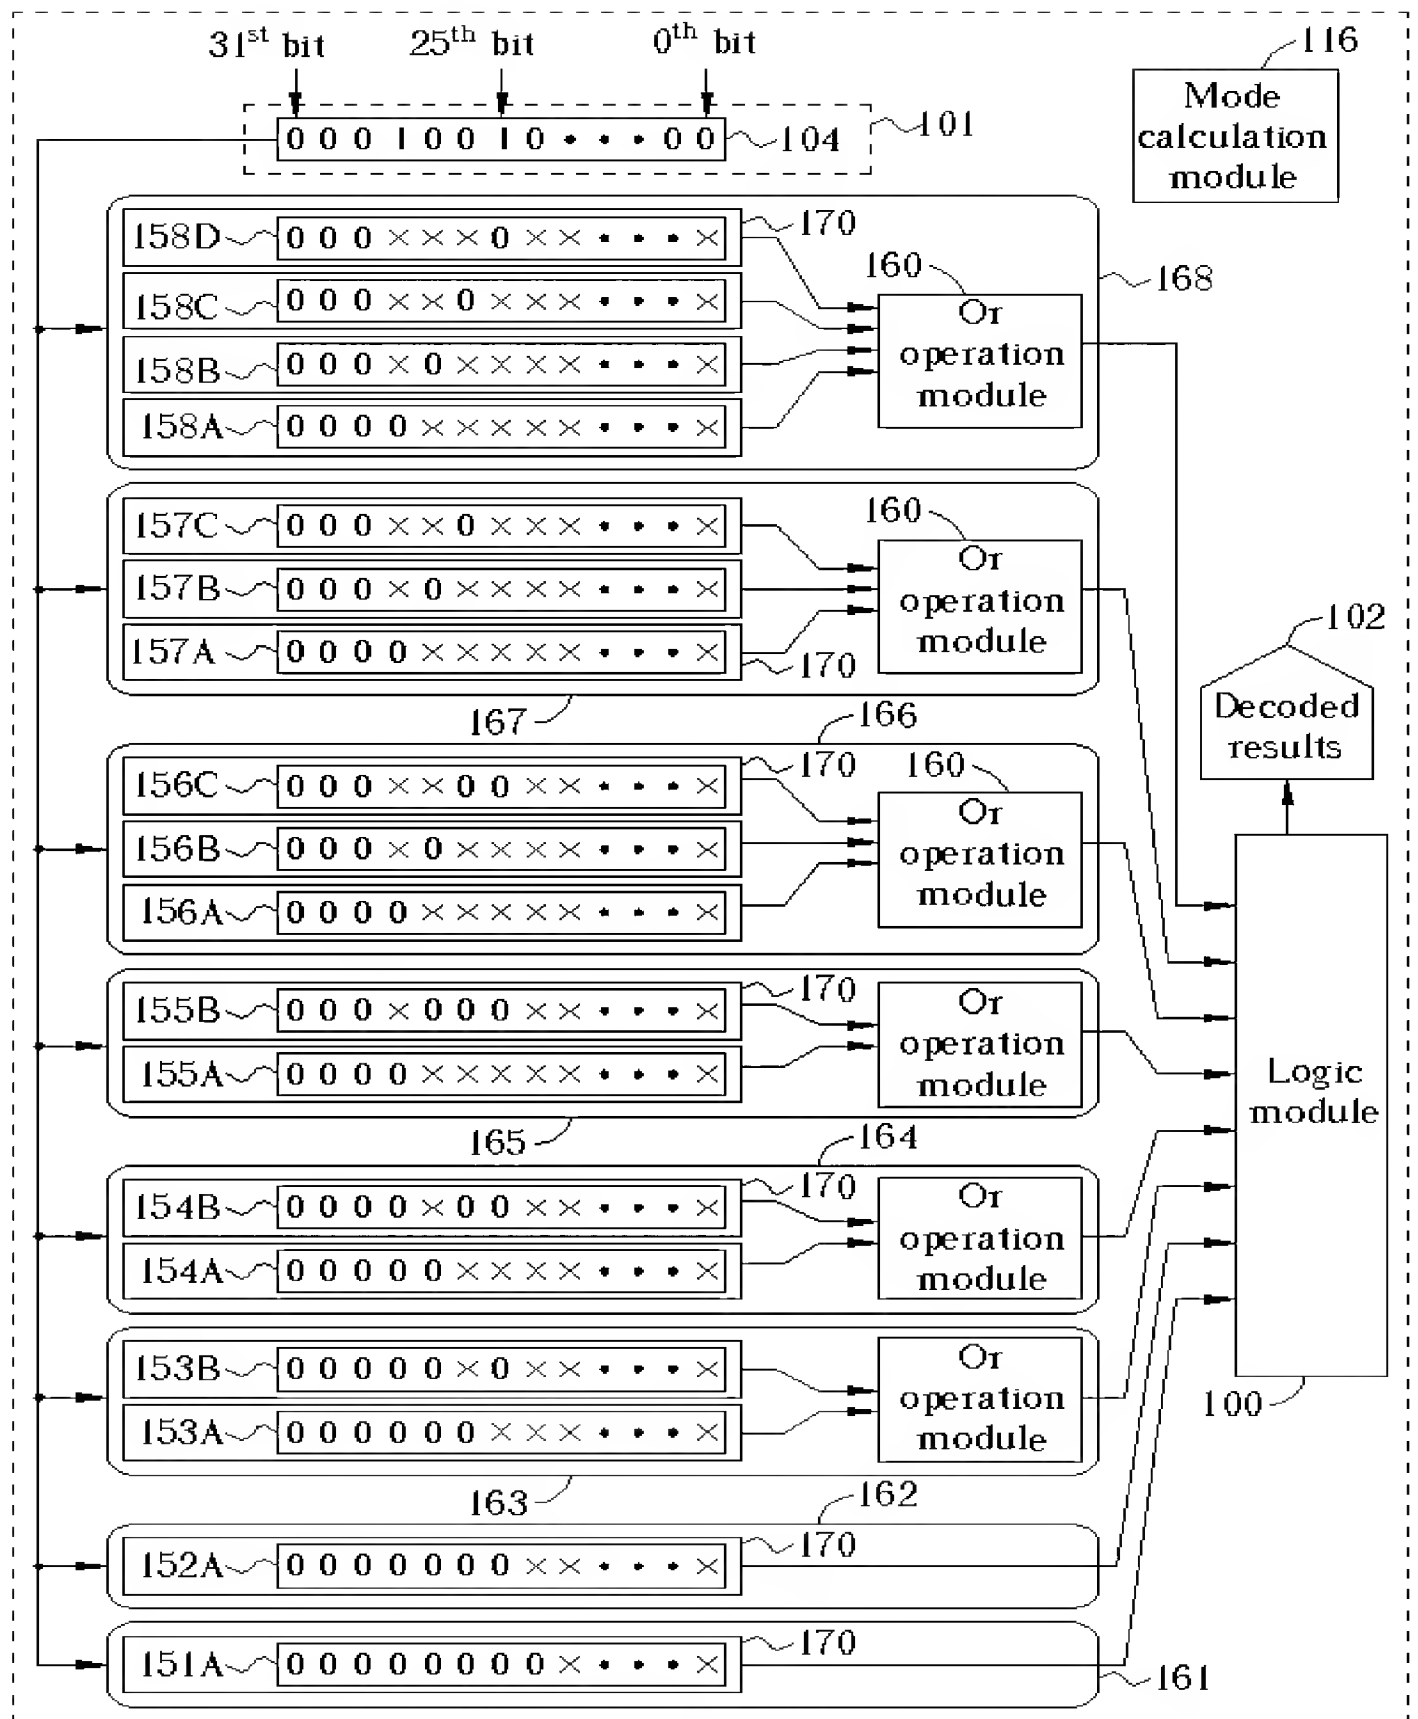 31st bit
25th bit
0th bit
116
Mode
calculation
module
101
0 0 0 1 0 0 1 0 • • • 0 0
104
158D
0 0 0 × × × 0 × × • • • ×
170
158C
0 0 0 × × 0 × × × • • • ×
158B
0 0 0 × 0 × × × × • • • ×
158A
0 0 0 0 × × × × × • • • ×
160
Or
operation
module
168
157C
0 0 0 × × 0 × × × • • • ×
157B
0 0 0 × 0 × × × × • • • ×
157A
0 0 0 0 × × × × × • • • ×
170
160
Or
operation
module
167
102
Decoded
results
166
156C
0 0 0 × × 0 0 × × • • • ×
170
156B
0 0 0 × 0 × × × × • • • ×
156A
0 0 0 0 × × × × × • • • ×
160
Or
operation
module
155B
0 0 0 × 0 0 0 × × • • • ×
170
155A
0 0 0 0 × × × × × • • • ×
Or
operation
module
165
Logic
module
100
164
154B
0 0 0 0 × 0 0 × × • • • ×
170
154A
0 0 0 0 0 × × × × • • • ×
Or
operation
module
153B
0 0 0 0 0 × 0 × × • • • ×
153A
0 0 0 0 0 0 × × × • • • ×
Or
operation
module
163
162
152A
0 0 0 0 0 0 0 × × • • • ×
170
151A
0 0 0 0 0 0 0 0 × • • • ×
170
161